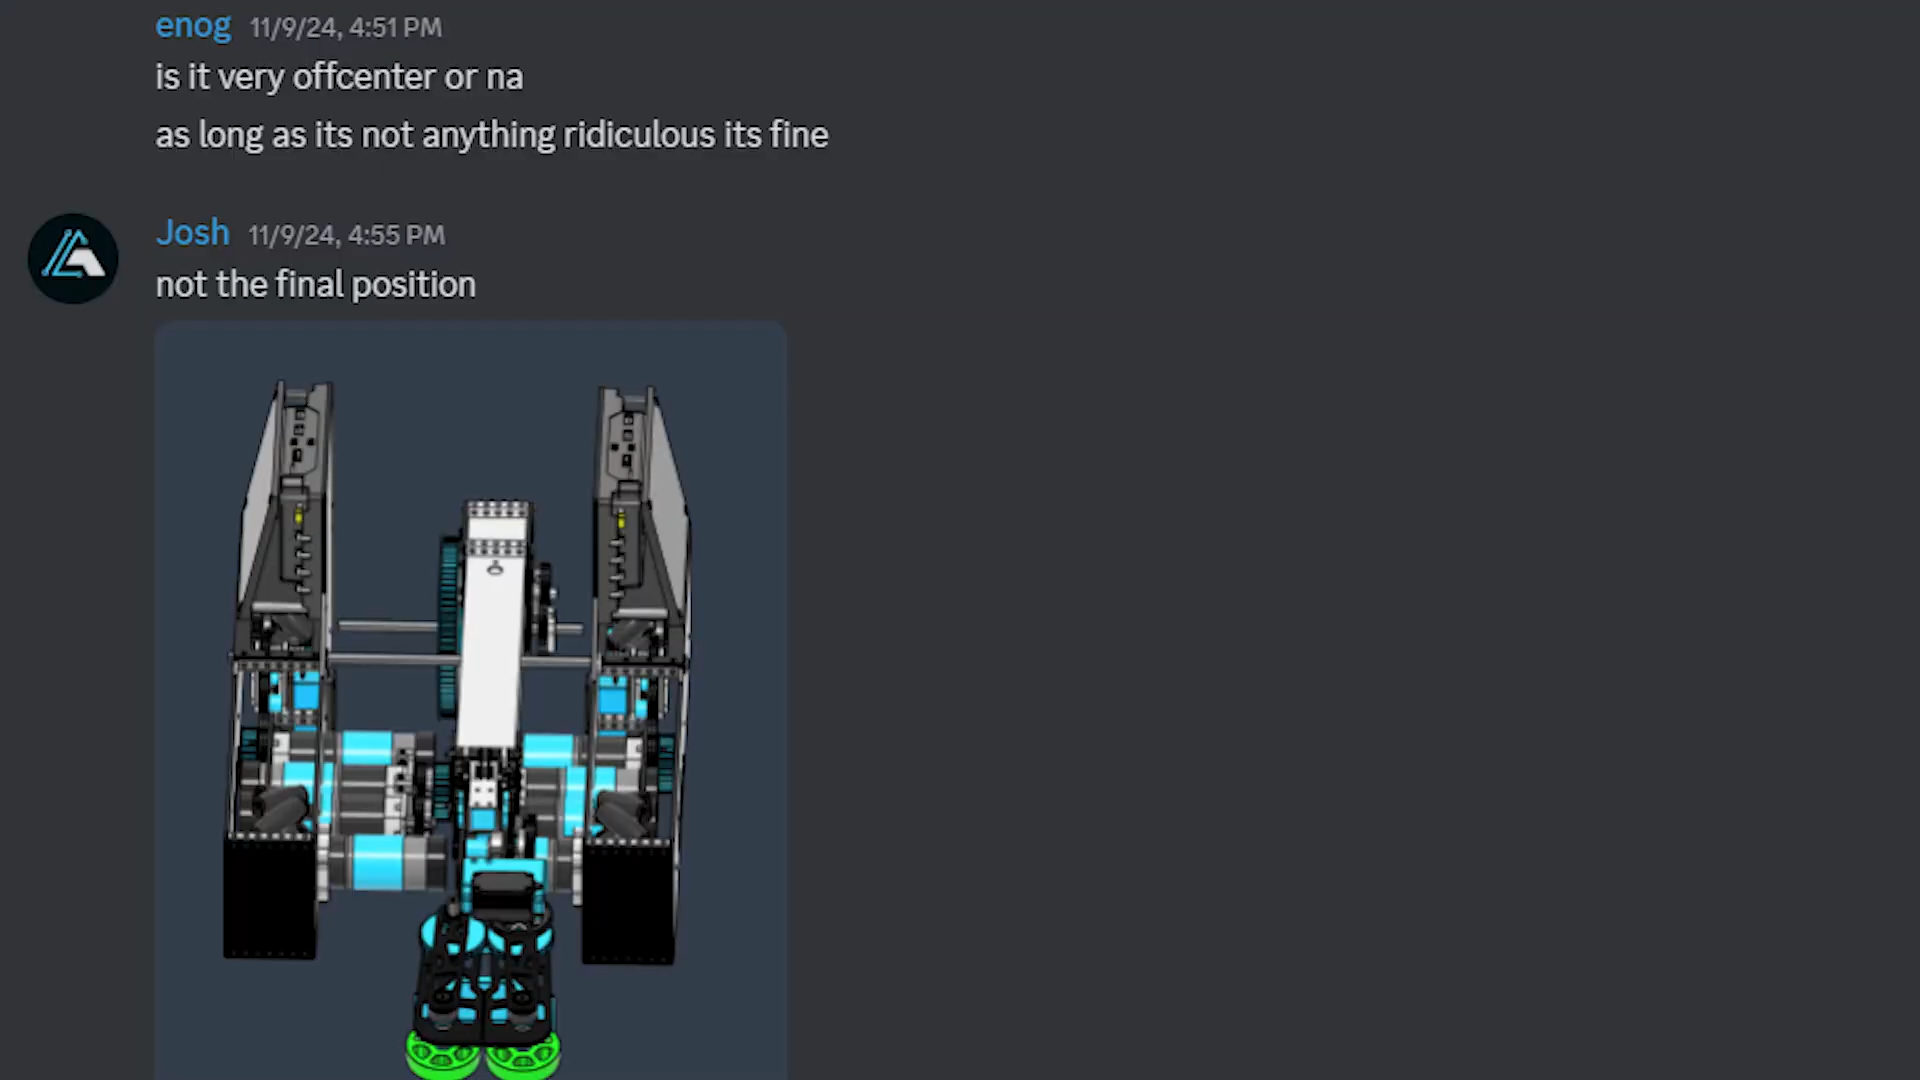 enog 11/9/24, 4:51 PM
is it very offcenter or na
as long as its not anything ridiculous its fine
Josh 11/9/24, 4:55 PM
not the final position